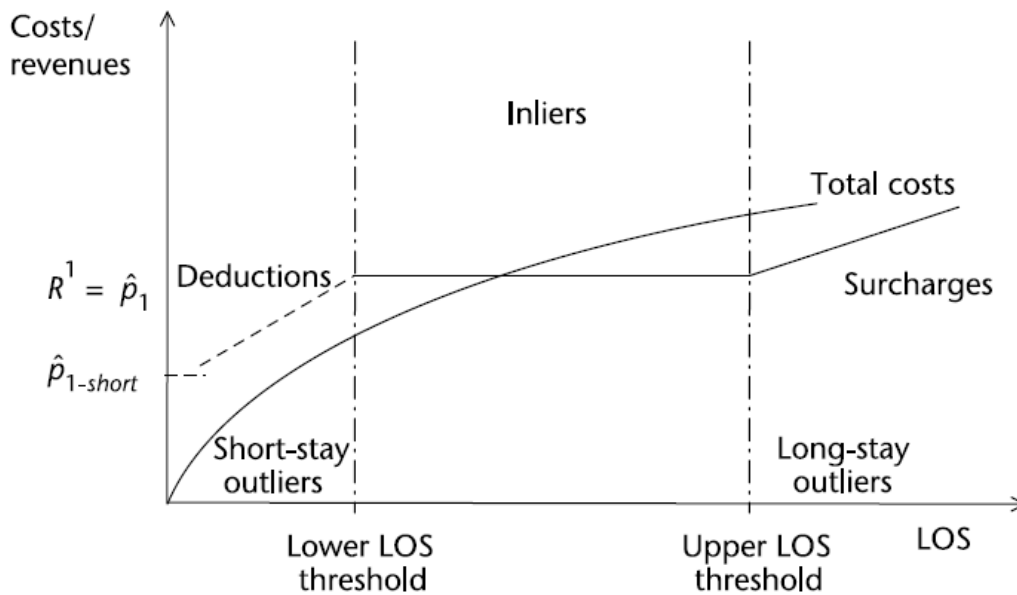 Costs/
revenues
Inliers
Total costs
Deductions
R¹ = p̂₁
Surcharges
p̂₁₋short
Short-stay
outliers
Long-stay
outliers
Lower LOS
threshold
Upper LOS
threshold
LOS